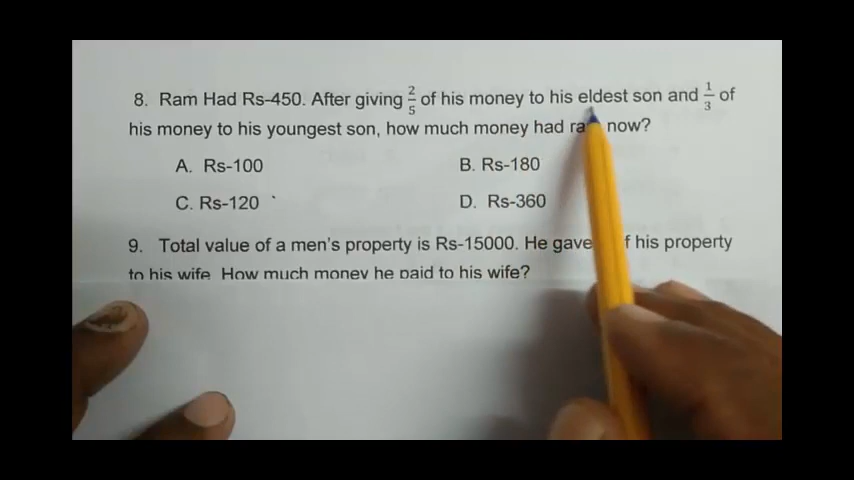 8. Ram Had Rs-450. After giving 2/5 of his money to his eldest son and 1/3 of
his money to his youngest son, how much money had ra now?
A. Rs-100
B. Rs-180
C. Rs-120
D. Rs-360
9. Total value of a men's property is Rs-15000. He gave f his property
to his wife. How much money he paid to his wife?